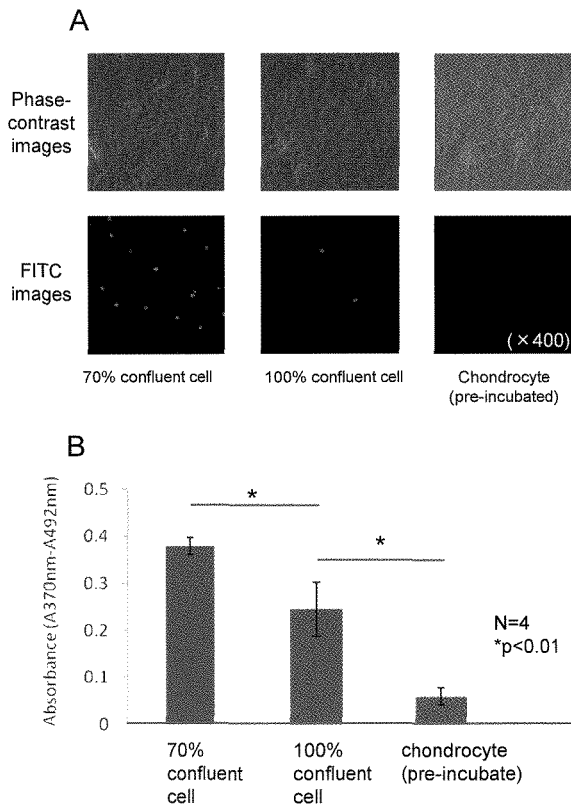 A
Phase-
contrast
images
FITC
images
(×400)
70% confluent cell
100% confluent cell
Chondrocyte
(pre-incubated)
B
Absorbance (A370nm-A492nm)
0.5
0.4
0.3
0.2
0.1
0
*
*
N=4
*p<0.01
70%
confluent
cell
100%
confluent
cell
chondrocyte
(pre-incubate)